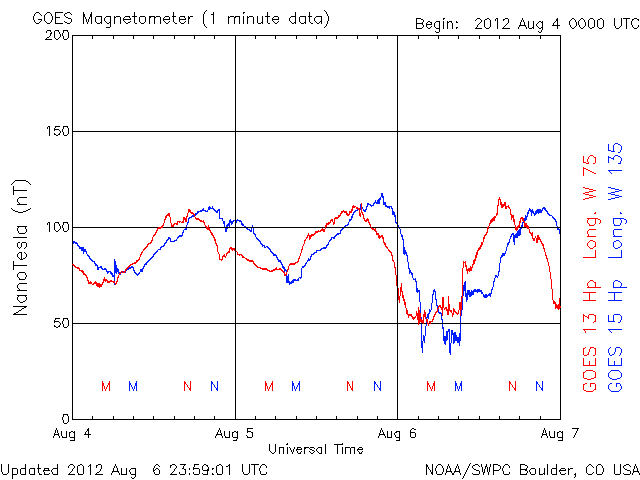 GOES Magnetometer (1 minute data)
Begin: 2012 Aug 4 0000 UTC
200
150
100
50
0
NanoTesla (nT)
M M N N M M N N M M N N
Aug 4 Aug 5 Aug 6 Aug 7
Universal Time
GOES 13 Hp Long. W 75
GOES 15 Hp Long. W 135
Updated 2012 Aug 6 23:59:01 UTC
NOAA/SWPC Boulder, CO USA